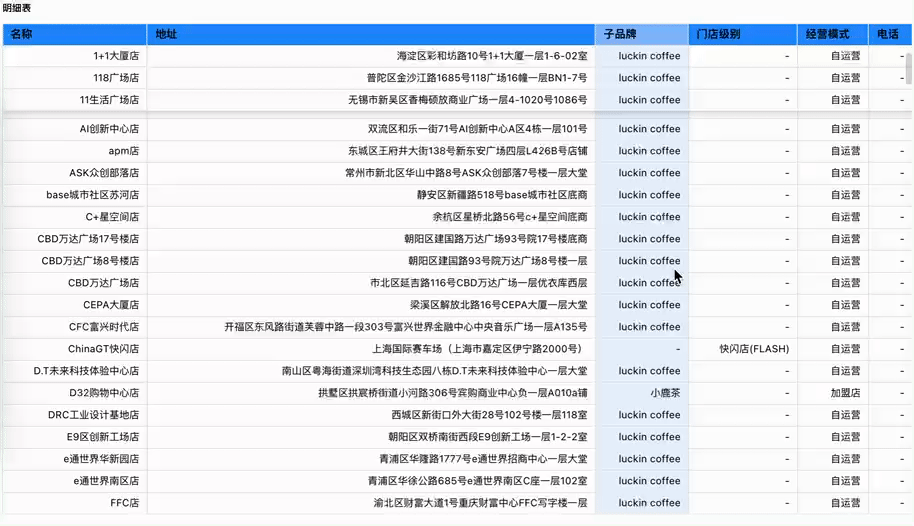 明细表
名称 地址 子品牌 门店级别 经营模式 电话
1+1大厦店 海淀区彩和坊路10号1+1大厦一层1-6-02室 luckin coffee - 自运营 -
118广场店 普陀区金沙江路1685号118广场16幢一层BN1-7号 luckin coffee - 自运营 -
11生活广场店 无锡市新吴区香梅硕放商业广场一层4-1020号1086号 luckin coffee - 自运营 -
AI创新中心店 双流区和乐一街71号AI创新中心A区4栋一层101号 luckin coffee - 自运营 -
apm店 东城区王府井大街138号新东安广场四层L426B号店铺 luckin coffee - 自运营 -
ASK众创部落店 常州市新北区华山中路8号ASK众创部落7号楼一层大堂 luckin coffee - 自运营 -
base城市社区苏河店 静安区新疆路518号base城市社区底商 luckin coffee - 自运营 -
C+星空间店 余杭区星桥北路56号c+星空间底商 luckin coffee - 自运营 -
CBD万达广场17号楼店 朝阳区建国路万达广场93号院17号楼底商 luckin coffee - 自运营 -
CBD万达广场8号楼店 朝阳区建国路93号院万达广场8号楼一层 luckin coffee - 自运营 -
CBD万达广场店 市北区延吉路116号CBD万达广场一层优衣库西层 luckin coffee - 自运营 -
CEPA大厦店 梁溪区解放北路16号CEPA大厦一层大堂 luckin coffee - 自运营 -
CFC富兴时代店 开福区东风路街道芙蓉中路一段303号富兴世界金融中心中央音乐广场一层A135号 luckin coffee - 自运营 -
ChinaGT快闪店 上海国际赛车场（上海市嘉定区伊宁路2000号） - 快闪店(FLASH) 自运营 -
D.T未来科技体验中心店 南山区粤海街道深圳湾科技生态园八栋D.T未来科技体验中心一层 luckin coffee - 自运营 -
D32购物中心店 拱墅区拱宸桥街道小河路306号宾购商业中心负一层A010a铺 小鹿茶 - 加盟店 -
DRC工业设计基地店 西城区新街口外大街28号102号楼一层118室 luckin coffee - 自运营 -
E9区创新工场店 朝阳区双桥南街西段E9创新工场一层1-2-2室 luckin coffee - 自运营 -
e通世界华新园店 青浦区华隆路1777号e通世界招商中心一层大堂 luckin coffee - 自运营 -
e通世界南区店 青浦区华徐公路685号e通世界南区C座一层102室 luckin coffee - 自运营 -
FFC店 渝北区财富大道1号重庆财富中心FFC写字楼一层 luckin coffee - 自运营 -